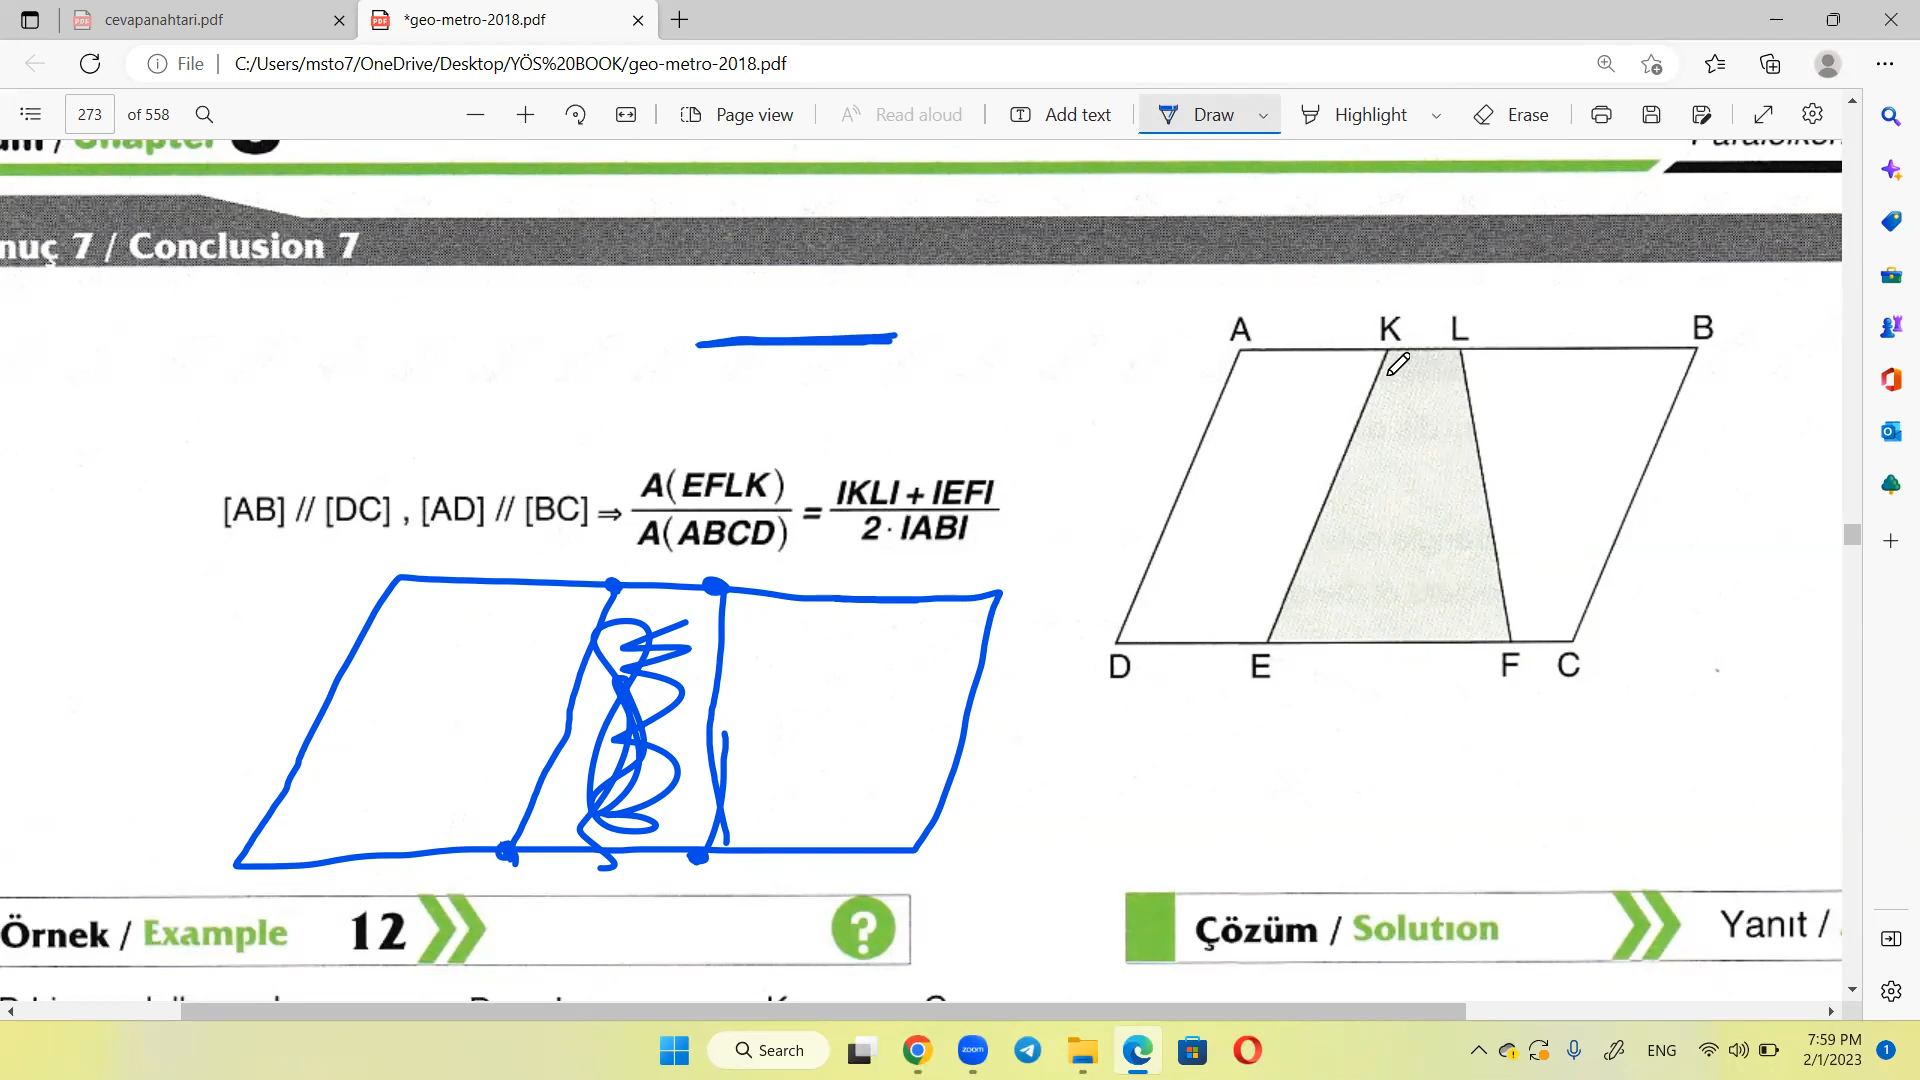 cevapanahtari.pdf
*geo-metro-2018.pdf
File
C:/Users/msto7/OneDrive/Desktop/YÖS%20BOOK/geo-metro-2018.pdf
273 of 558
Page view
Read aloud
Add text
Draw
Highlight
Erase
Chapter
nuç 7 / Conclusion 7
A K L B
[AB] // [DC] , [AD] // [BC] ⇒ A(EFLK) / A(ABCD) = IKLI + IEFI / 2 · IABI
D E F C
Örnek / Example 12
?
Çözüm / Solution
Yanıt /
Search
zoom
ENG
7:59 PM
2/1/2023
1